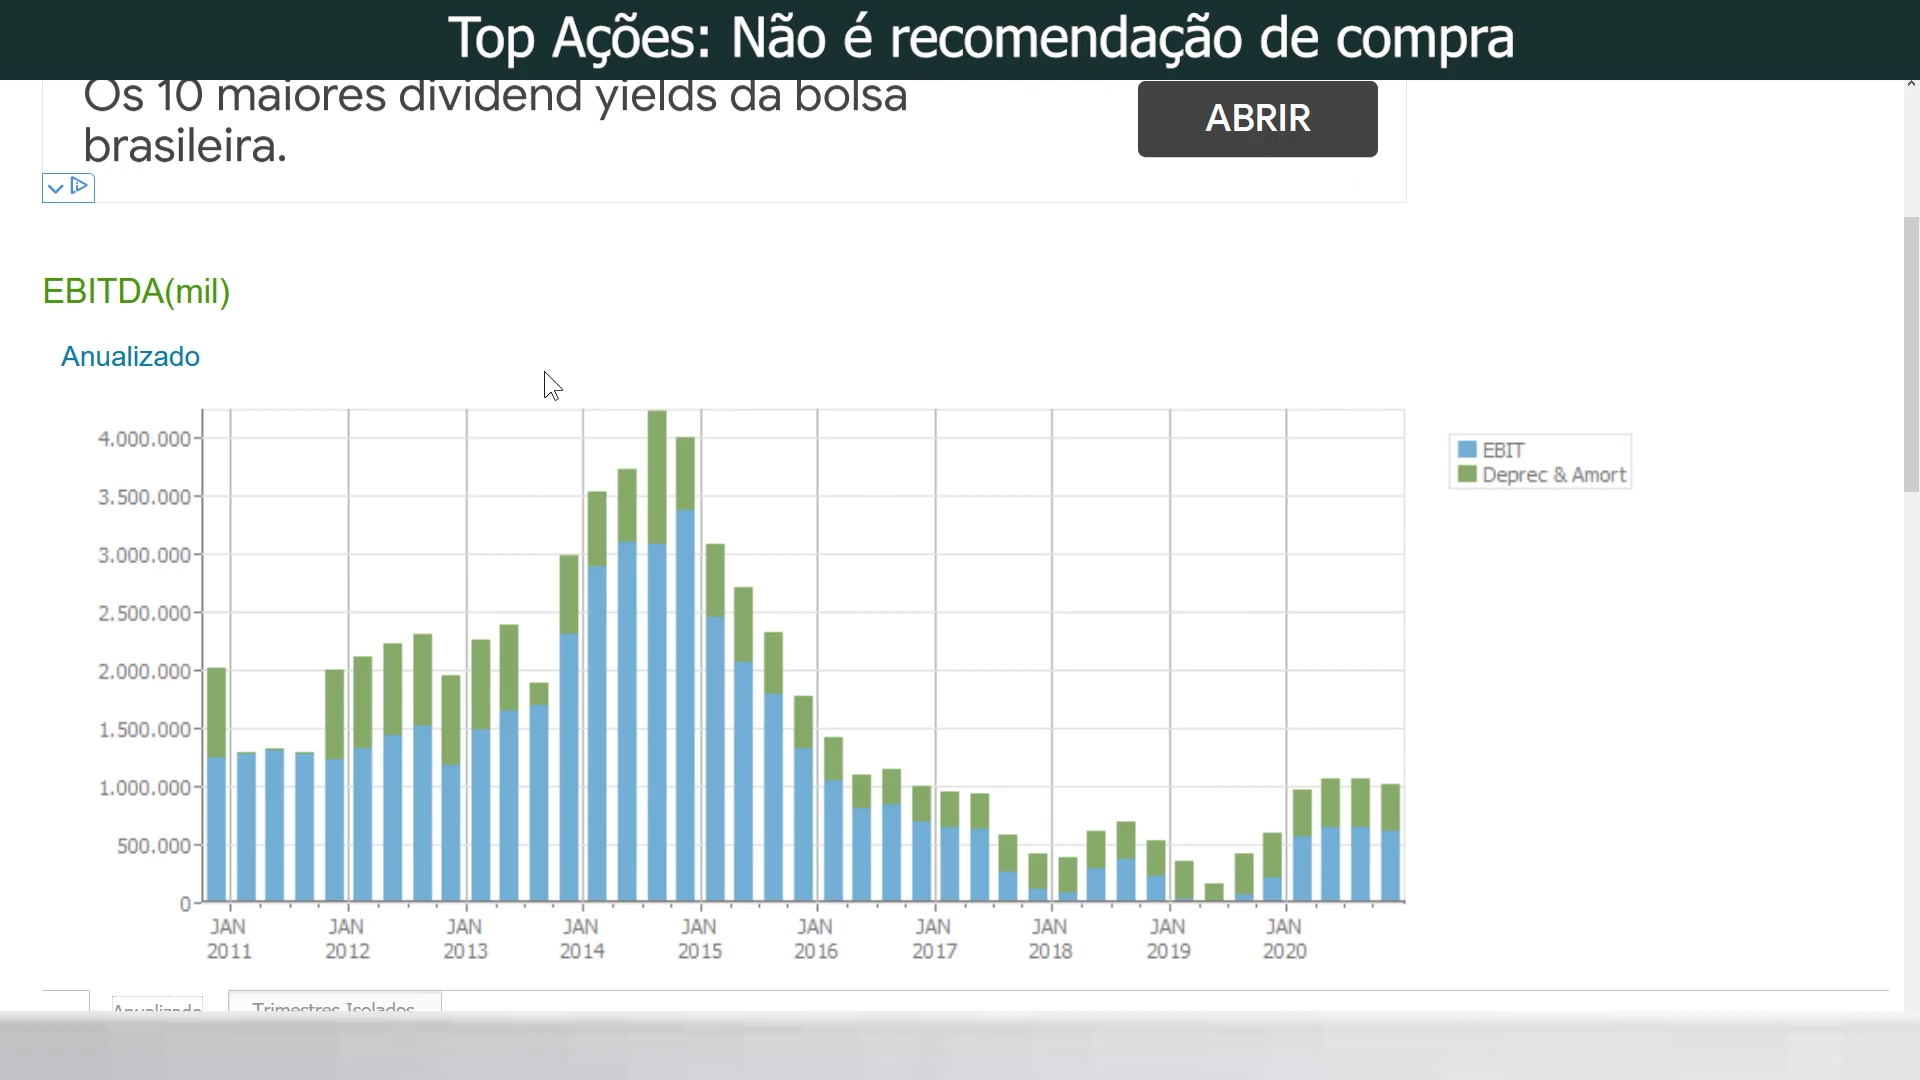 Top Ações: Não é recomendação de compra
Os 10 maiores dividend yields da bolsa
brasileira.
ABRIR
EBITDA(mil)
Anualizado
4.000.000
3.500.000
3.000.000
2.500.000
2.000.000
1.500.000
1.000.000
500.000
0
EBIT
Deprec & Amort
JAN JAN JAN JAN JAN JAN JAN JAN JAN JAN
2011 2012 2013 2014 2015 2016 2017 2018 2019 2020
Anualizado Trimestres Isolados